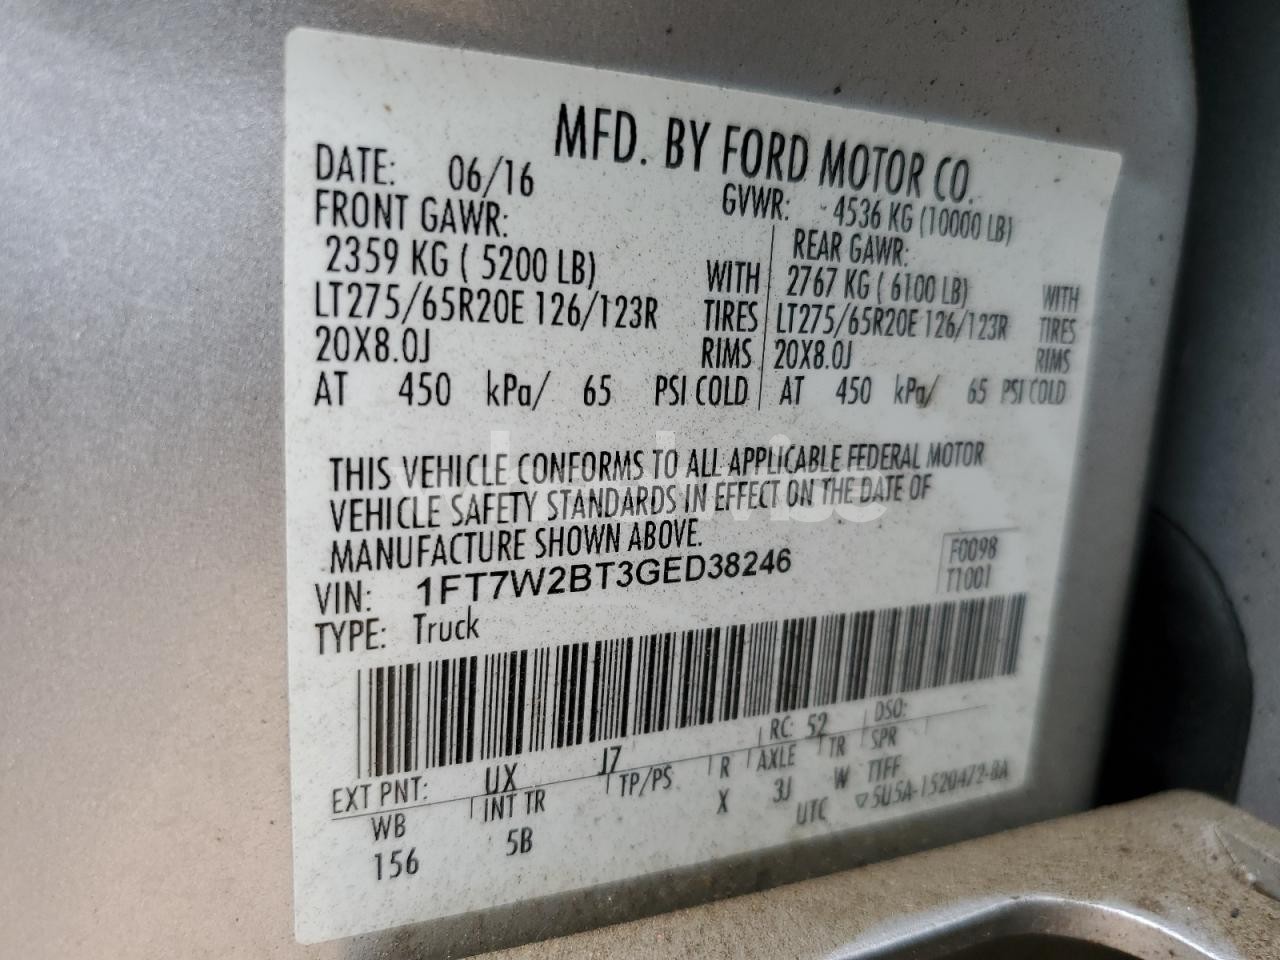 MFD. BY FORD MOTOR CO.
DATE: 06/16 GVWR: 4536 KG (10000 LB)
FRONT GAWR: REAR GAWR:
2359 KG ( 5200 LB) WITH 2767 KG ( 6100 LB) WITH
LT275/65R20E 126/123R TIRES LT275/65R20E 126/123R TIRES
20X8.0J RIMS 20X8.0J RIMS
AT 450 kPa/ 65 PSI COLD AT 450 kPa/ 65 PSI COLD
THIS VEHICLE CONFORMS TO ALL APPLICABLE FEDERAL MOTOR
VEHICLE SAFETY STANDARDS IN EFFECT ON THE DATE OF
MANUFACTURE SHOWN ABOVE.
VIN: 1FT7W2BT3GED38246
F0098
T1001
TYPE: Truck
EXT PNT: UX J7 RC: 52 DSO:
WB INT TR TP/PS R AXLE TR SPR
156 5B X 3J W TIFF
UTC ▽5U5A-1520472-BA